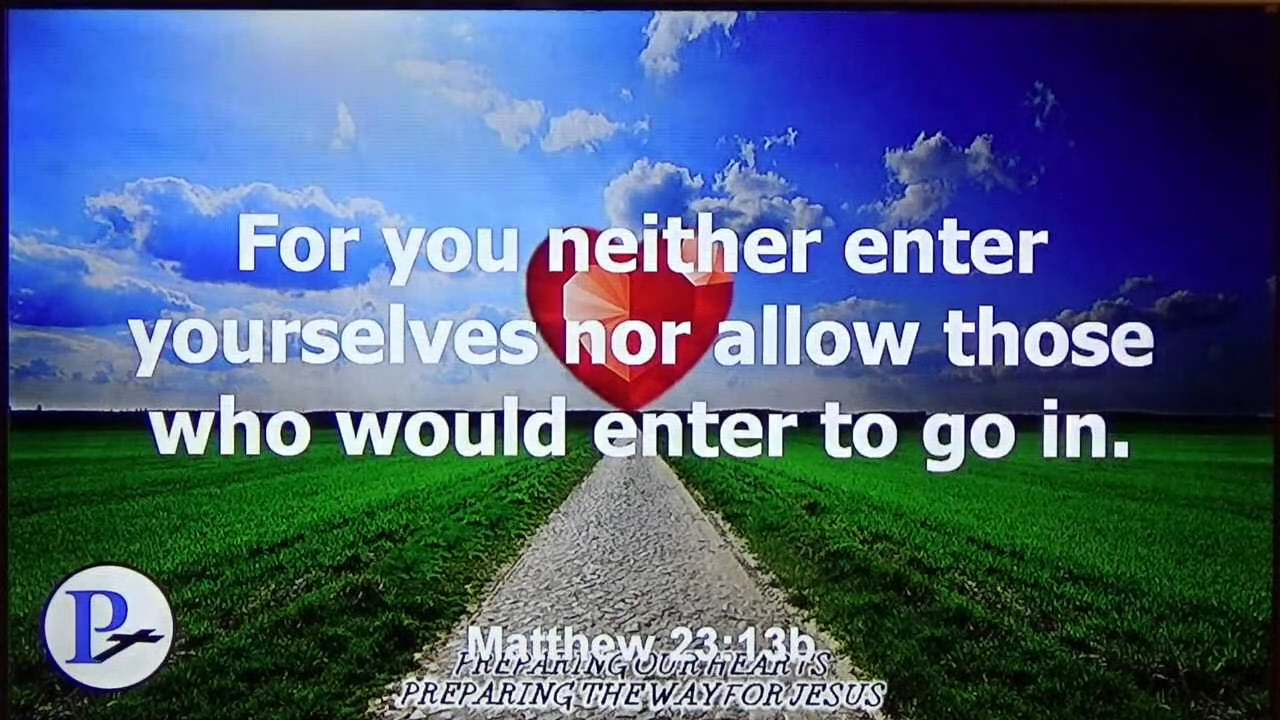 For you neither enter
yourselves nor allow those
who would enter to go in.
P
Matthew 23:13b
PREPARING OUR HEARTS
PREPARING THE WAY FOR JESUS